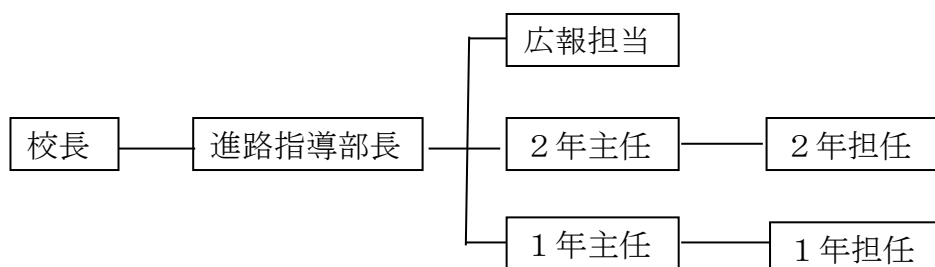 広報担当
校長
進路指導部長
２年主任
２年担任
１年主任
１年担任